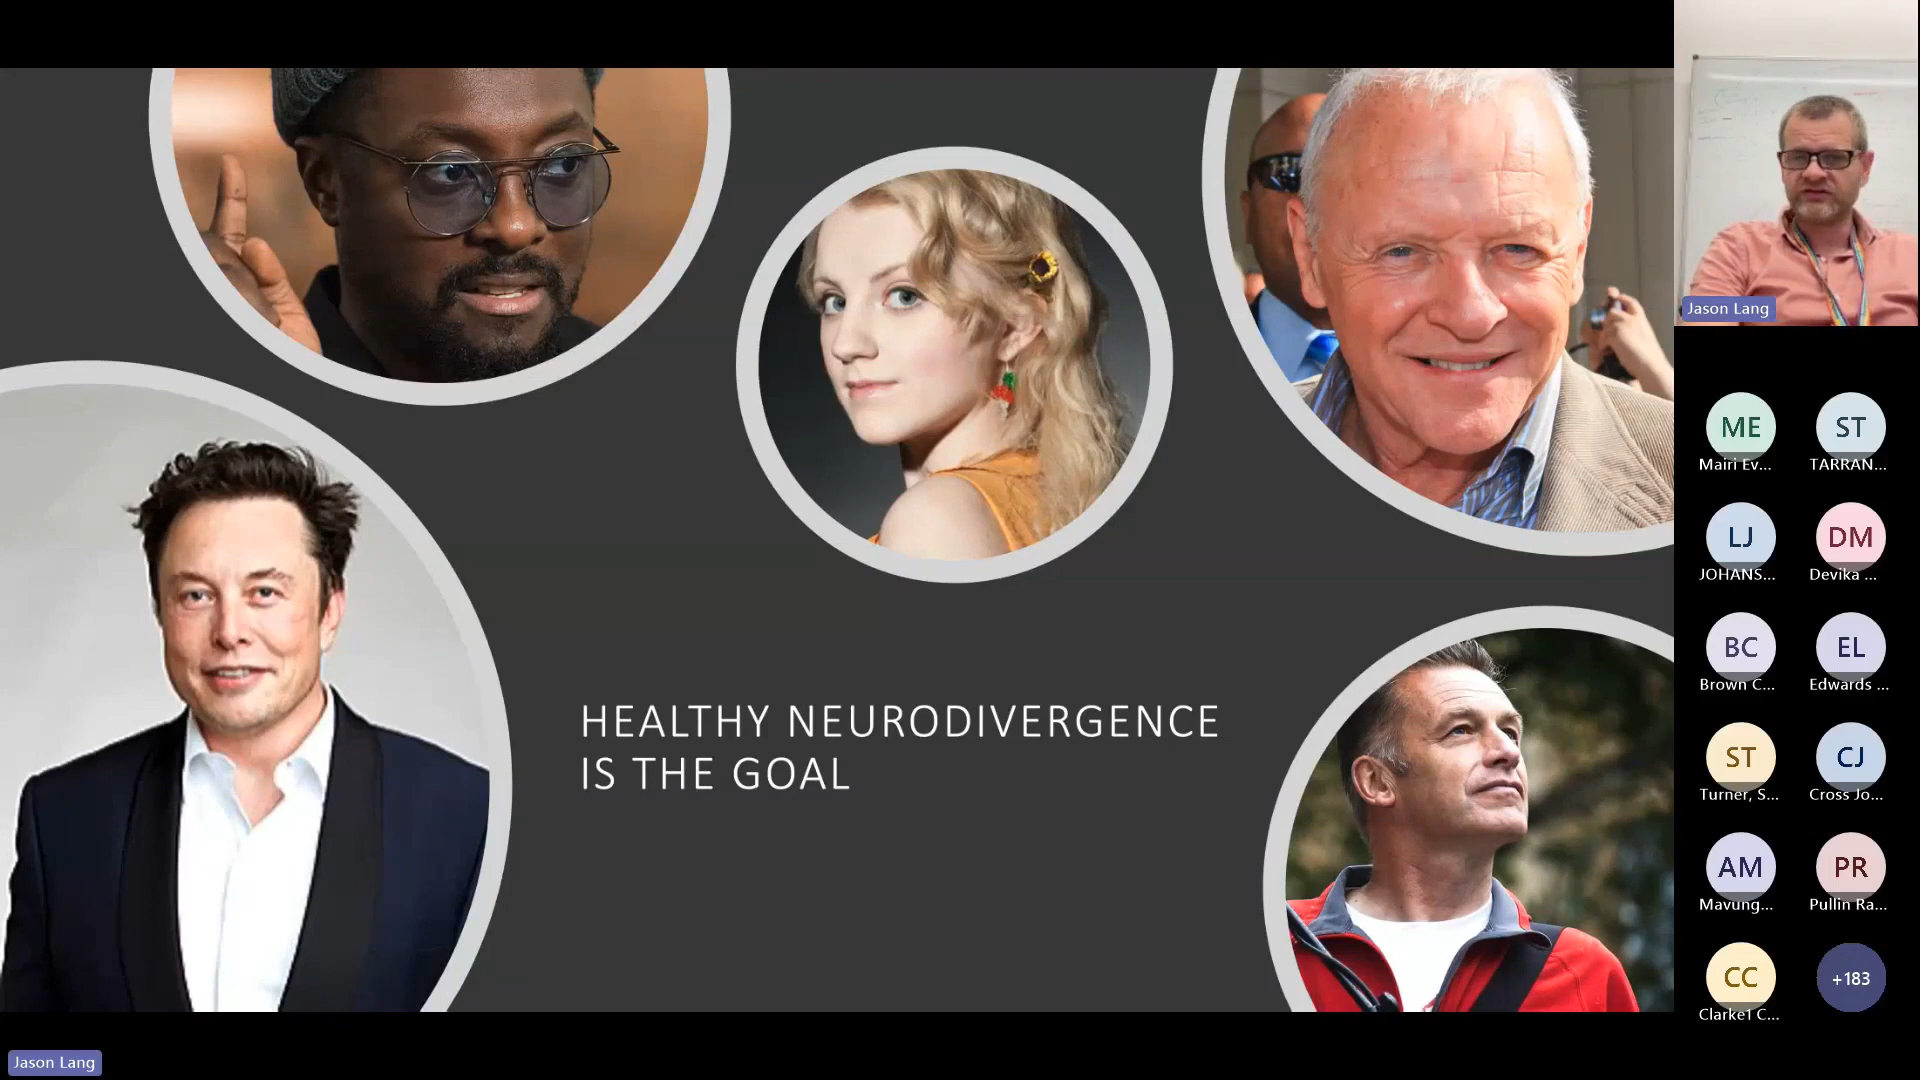 HEALTHY NEURODIVERGENCE
IS THE GOAL
Jason Lang
ME
ST
Mairi Ev...
TARRAN...
LJ
DM
JOHANS...
Devika ...
BC
EL
Brown C...
Edwards ...
ST
CJ
Turner, S...
Cross Jo...
AM
PR
Mavung...
Pullin Ra...
CC
+183
Clarke1 C...
Jason Lang